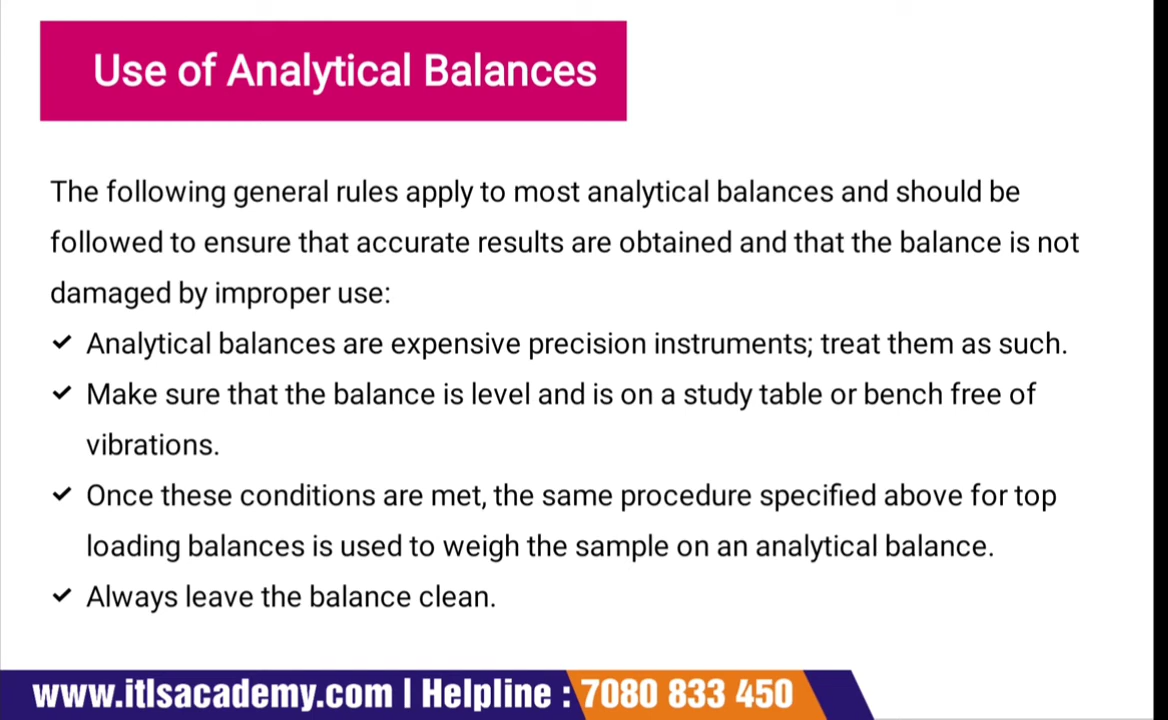 Use of Analytical Balances
The following general rules apply to most analytical balances and should be
followed to ensure that accurate results are obtained and that the balance is not
damaged by improper use:
✔ Analytical balances are expensive precision instruments; treat them as such.
✔ Make sure that the balance is level and is on a study table or bench free of
vibrations.
✔ Once these conditions are met, the same procedure specified above for top
loading balances is used to weigh the sample on an analytical balance.
✔ Always leave the balance clean.
www.itlsacademy.com | Helpline : 7080 833 450